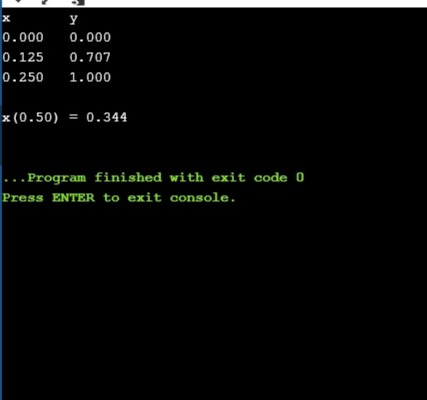 x y
0.000 0.000
0.125 0.707
0.250 1.000
x(0.50) = 0.344
...Program finished with exit code 0
Press ENTER to exit console.